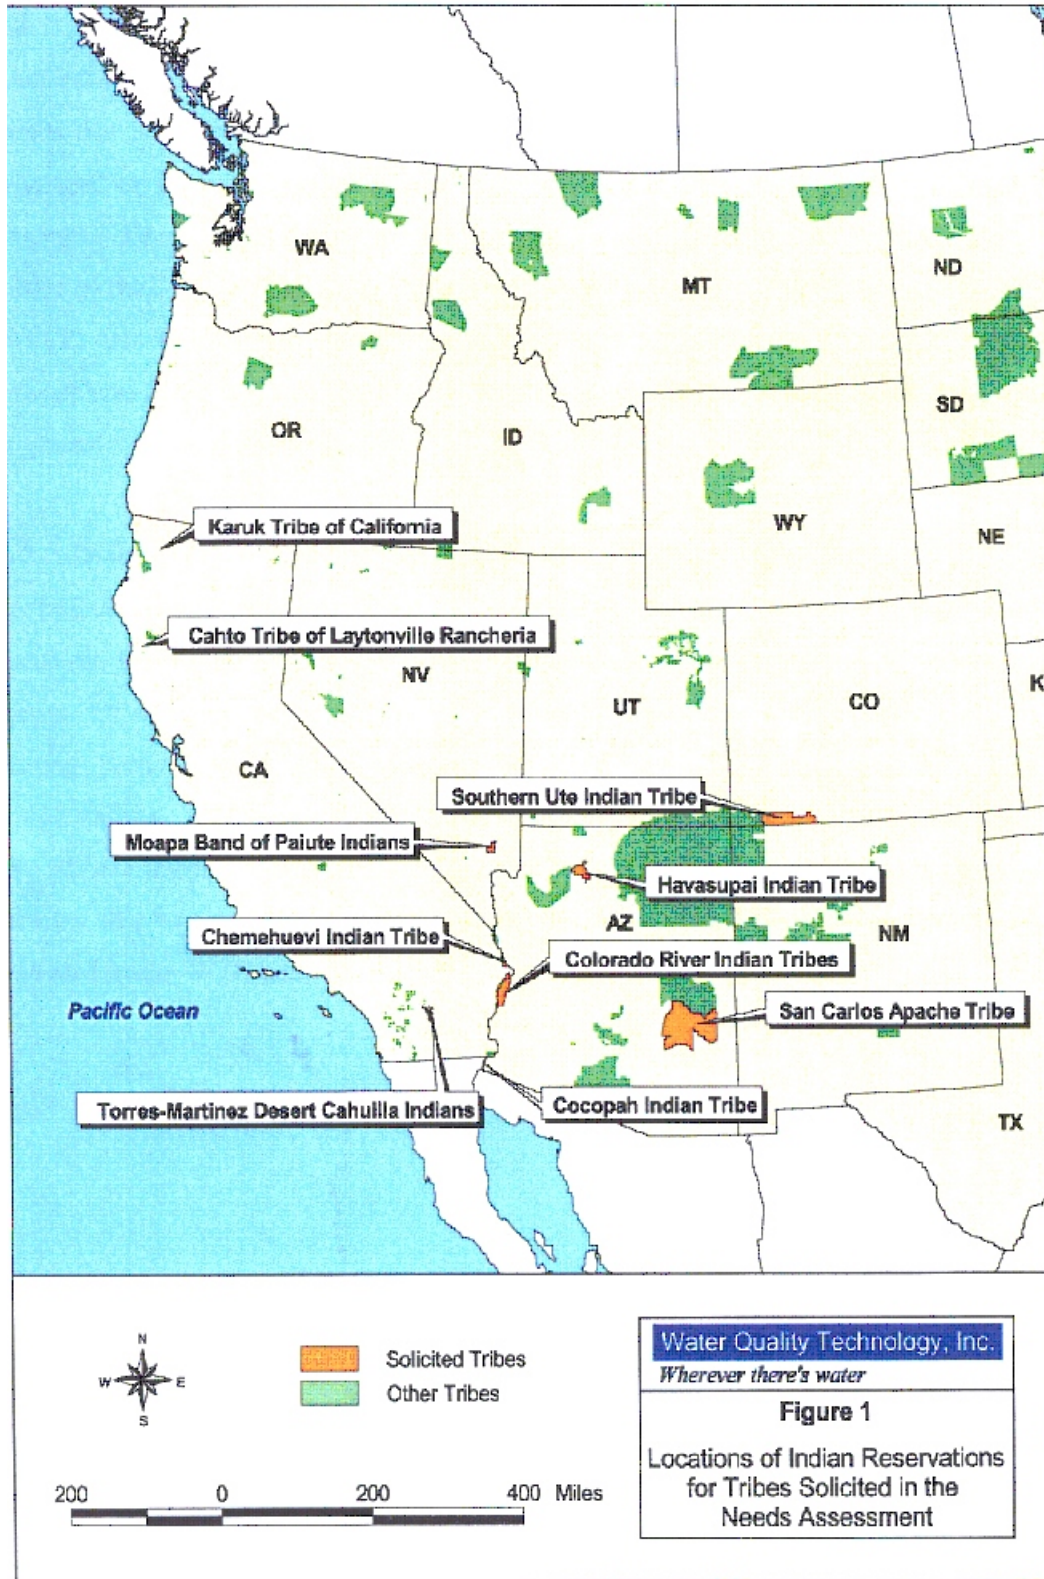 WA
MT
ND
OR
ID
SD
WY
NE
Karuk Tribe of California
Cahto Tribe of Laytonville Rancheria
NV
UT
CO
K
CA
Southern Ute Indian Tribe
Moapa Band of Paiute Indians
Havasupai Indian Tribe
AZ
NM
Chemehuevi Indian Tribe
Colorado River Indian Tribes
Pacific Ocean
San Carlos Apache Tribe
Torres-Martinez Desert Cahuilla Indians
Cocopah Indian Tribe
TX
N
W E
S
Solicited Tribes
Other Tribes
200 0 200 400 Miles
Water Quality Technology, Inc.
Wherever there's water
Figure 1
Locations of Indian Reservations
for Tribes Solicited in the
Needs Assessment